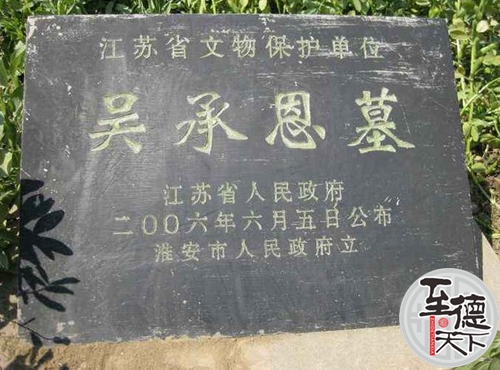 江苏省文物保护单位
吴承恩墓
江苏省人民政府
二〇〇六年六月五日公布
淮安市人民政府立
至德
天下